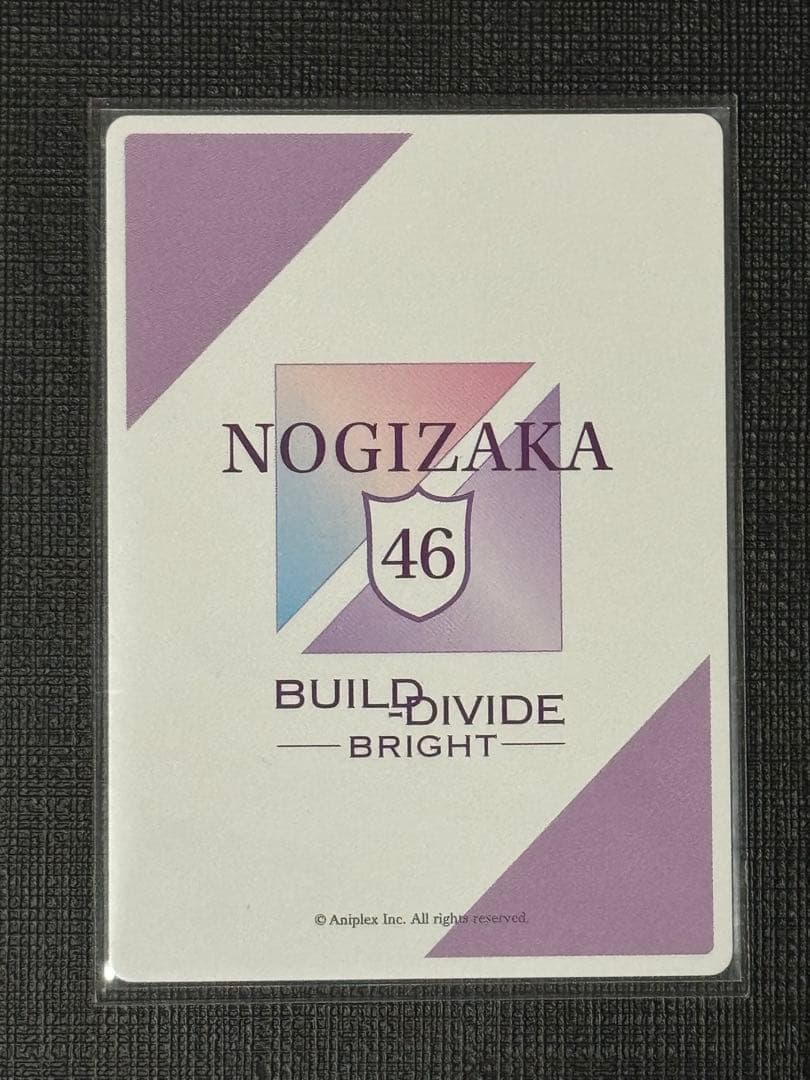 NOGIZAKA
46
BUILD
-DIVIDE
BRIGHT
© Aniplex Inc. All rights reserved.